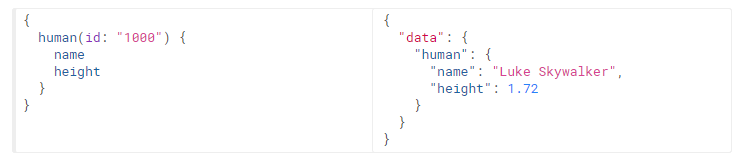 {
  human(id: "1000") {
    name
    height
  }
}
{
  "data": {
    "human": {
      "name": "Luke Skywalker",
      "height": 1.72
    }
  }
}